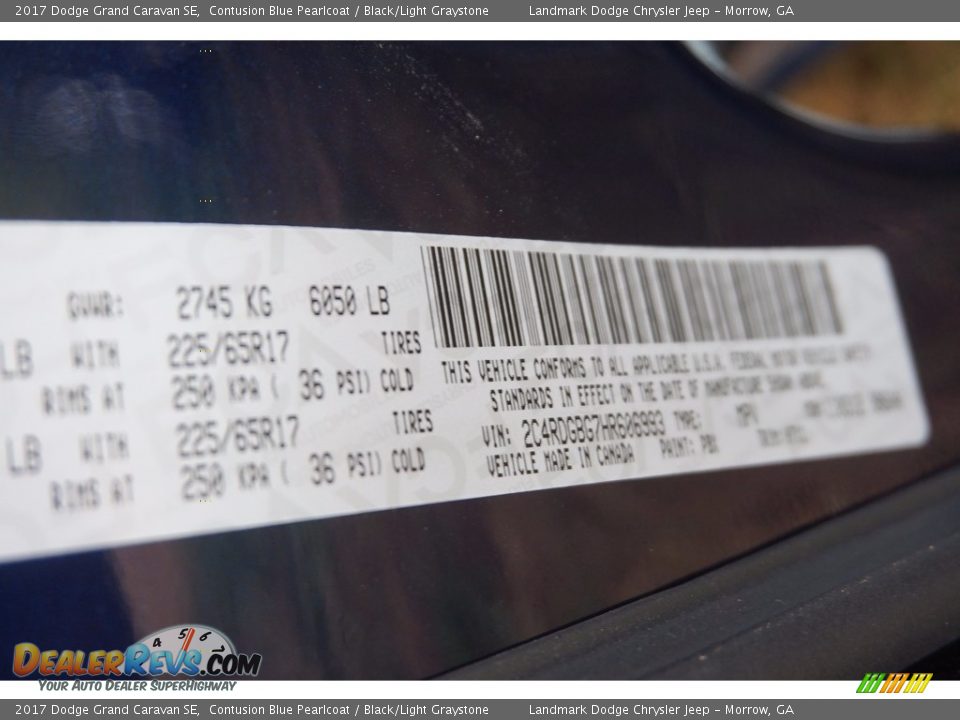 2017 Dodge Grand Caravan SE,  Contusion Blue Pearlcoat / Black/Light Graystone  Landmark Dodge Chrysler Jeep – Morrow, GA
GVWR: 2745 KG 6050 LB
LB WITH 225/65R17 TIRES
RIMS AT 250 KPA ( 36 PSI) COLD
LB WITH 225/65R17 TIRES
RIMS AT 250 KPA ( 36 PSI) COLD
THIS VEHICLE CONFORMS TO ALL APPLICABLE U.S.A. FEDERAL MOTOR VEHICLE SAFETY
STANDARDS IN EFFECT ON THE DATE OF MANUFACTURE SHOWN ABOVE.
VIN: 2C4RDGBG7HR606993 TYPE: MPV
VEHICLE MADE IN CANADA PAINT: PBX
4 5 6
DealerRevs.com
Your Auto Dealer SuperHighway
2017 Dodge Grand Caravan SE,  Contusion Blue Pearlcoat / Black/Light Graystone  Landmark Dodge Chrysler Jeep – Morrow, GA